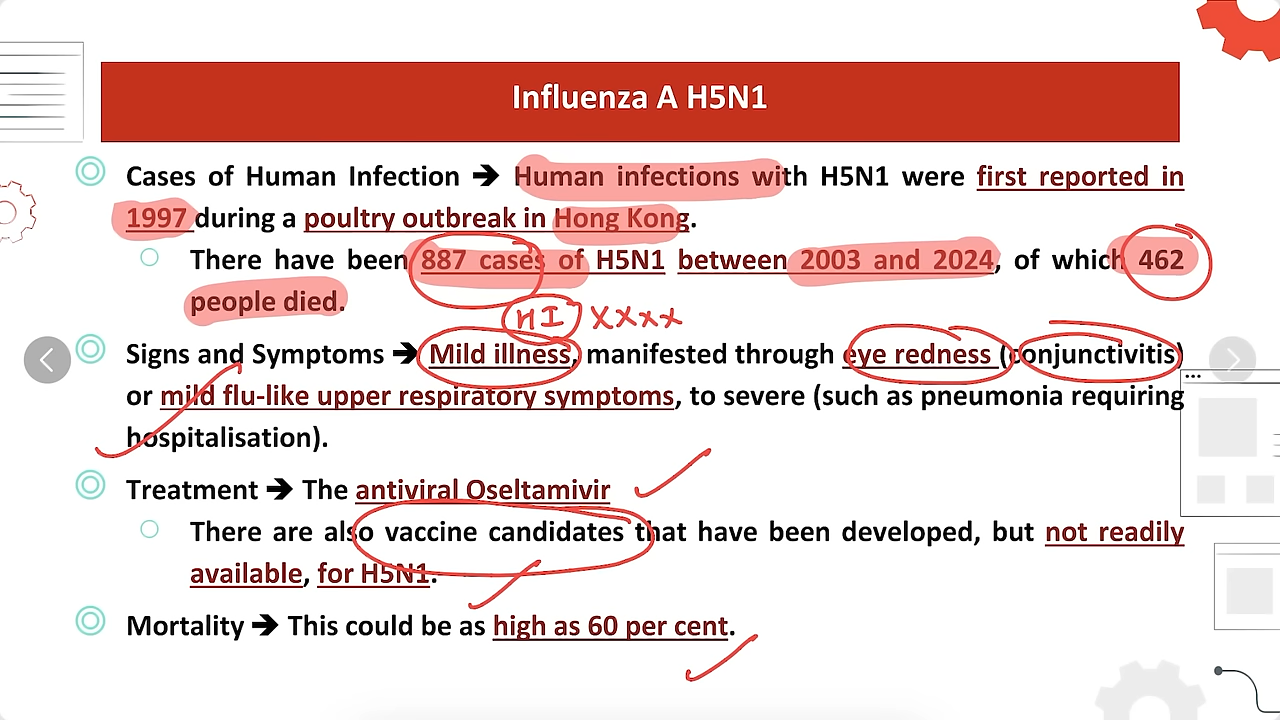 Influenza A H5N1
Cases of Human Infection ➔ Human infections with H5N1 were first reported in
1997 during a poultry outbreak in Hong Kong.
There have been 887 cases of H5N1 between 2003 and 2024, of which 462
people died.
HI XXXX
Signs and Symptoms ➔ Mild illness, manifested through eye redness (conjunctivitis)
or mild flu-like upper respiratory symptoms, to severe (such as pneumonia requiring
hospitalisation).
Treatment ➔ The antiviral Oseltamivir
There are also vaccine candidates that have been developed, but not readily
available, for H5N1.
Mortality ➔ This could be as high as 60 per cent.